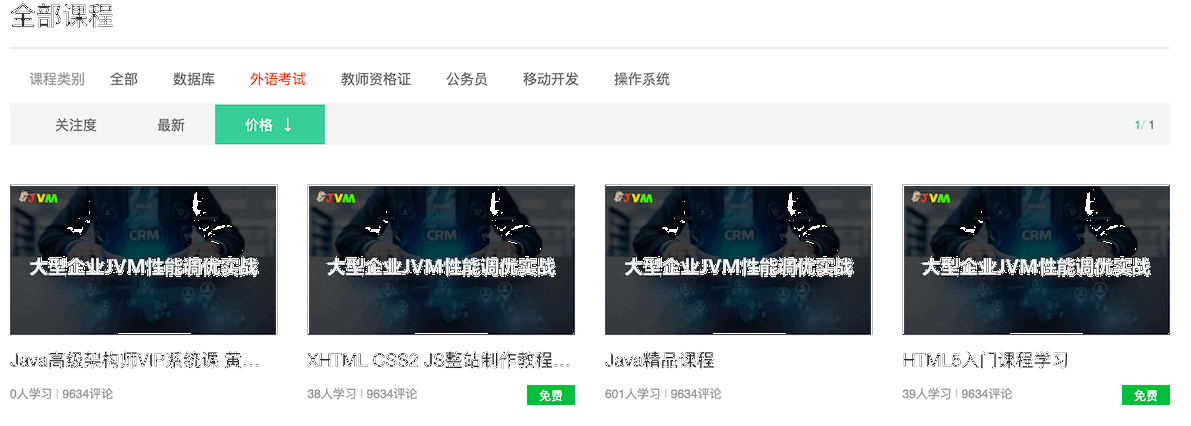 全部课程
课程类别 全部 数据库 外语考试 教师资格证 公务员 移动开发 操作系统
关注度 最新 价格 ↓ 1/ 1
JVM JVM JVM JVM
CRM CRM CRM CRM
大型企业JVM性能调优实战 大型企业JVM性能调优实战 大型企业JVM性能调优实战 大型企业JVM性能调优实战
Java高级架构师VIP系统课 黄... XHTML CSS2 JS整站制作教程... Java精品课程 HTML5入门课程学习
0人学习 | 9634评论 38人学习 | 9634评论 免费 601人学习 | 9634评论 39人学习 | 9634评论 免费